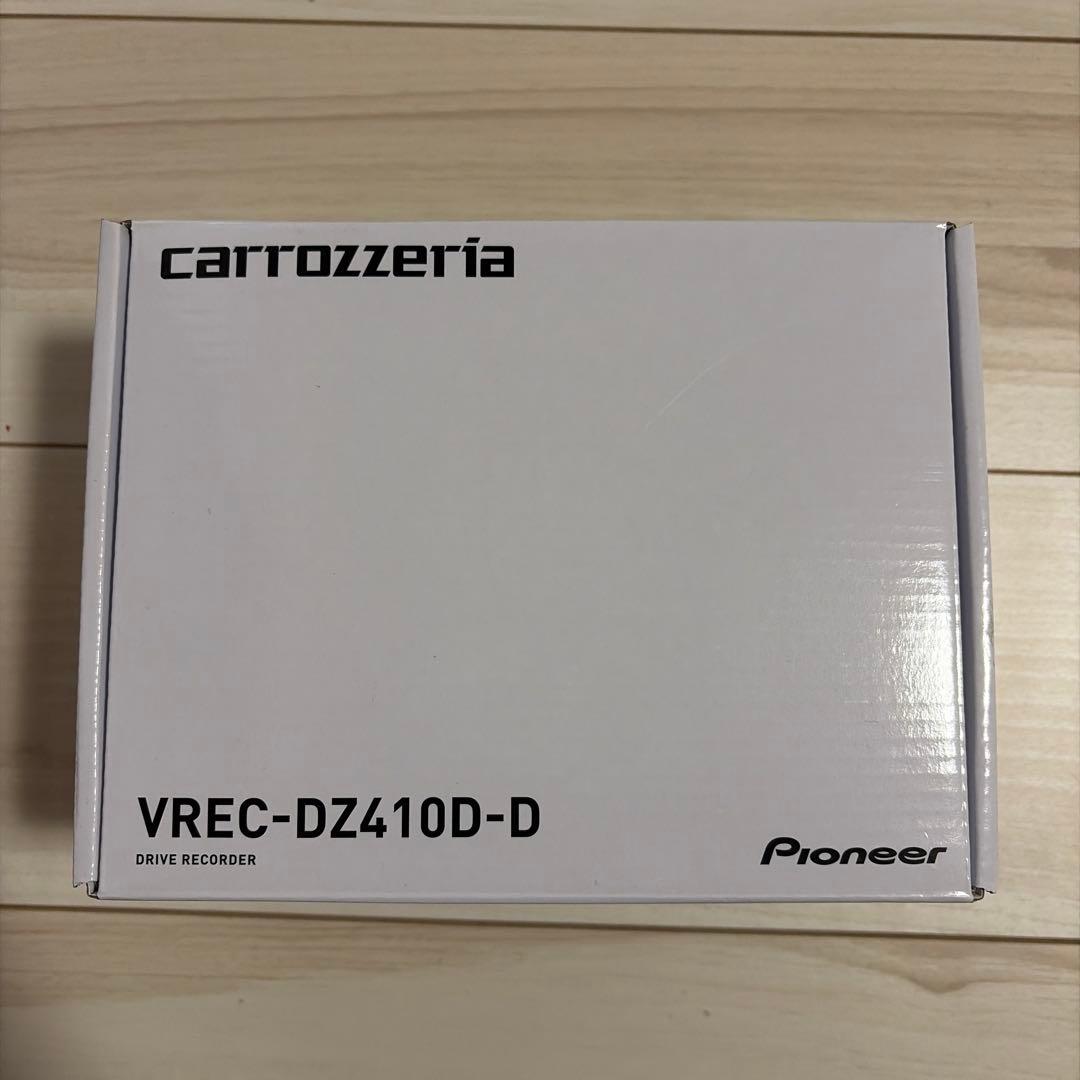 carrozzeria
VREC-DZ410D-D
DRIVE RECORDER
Pioneer